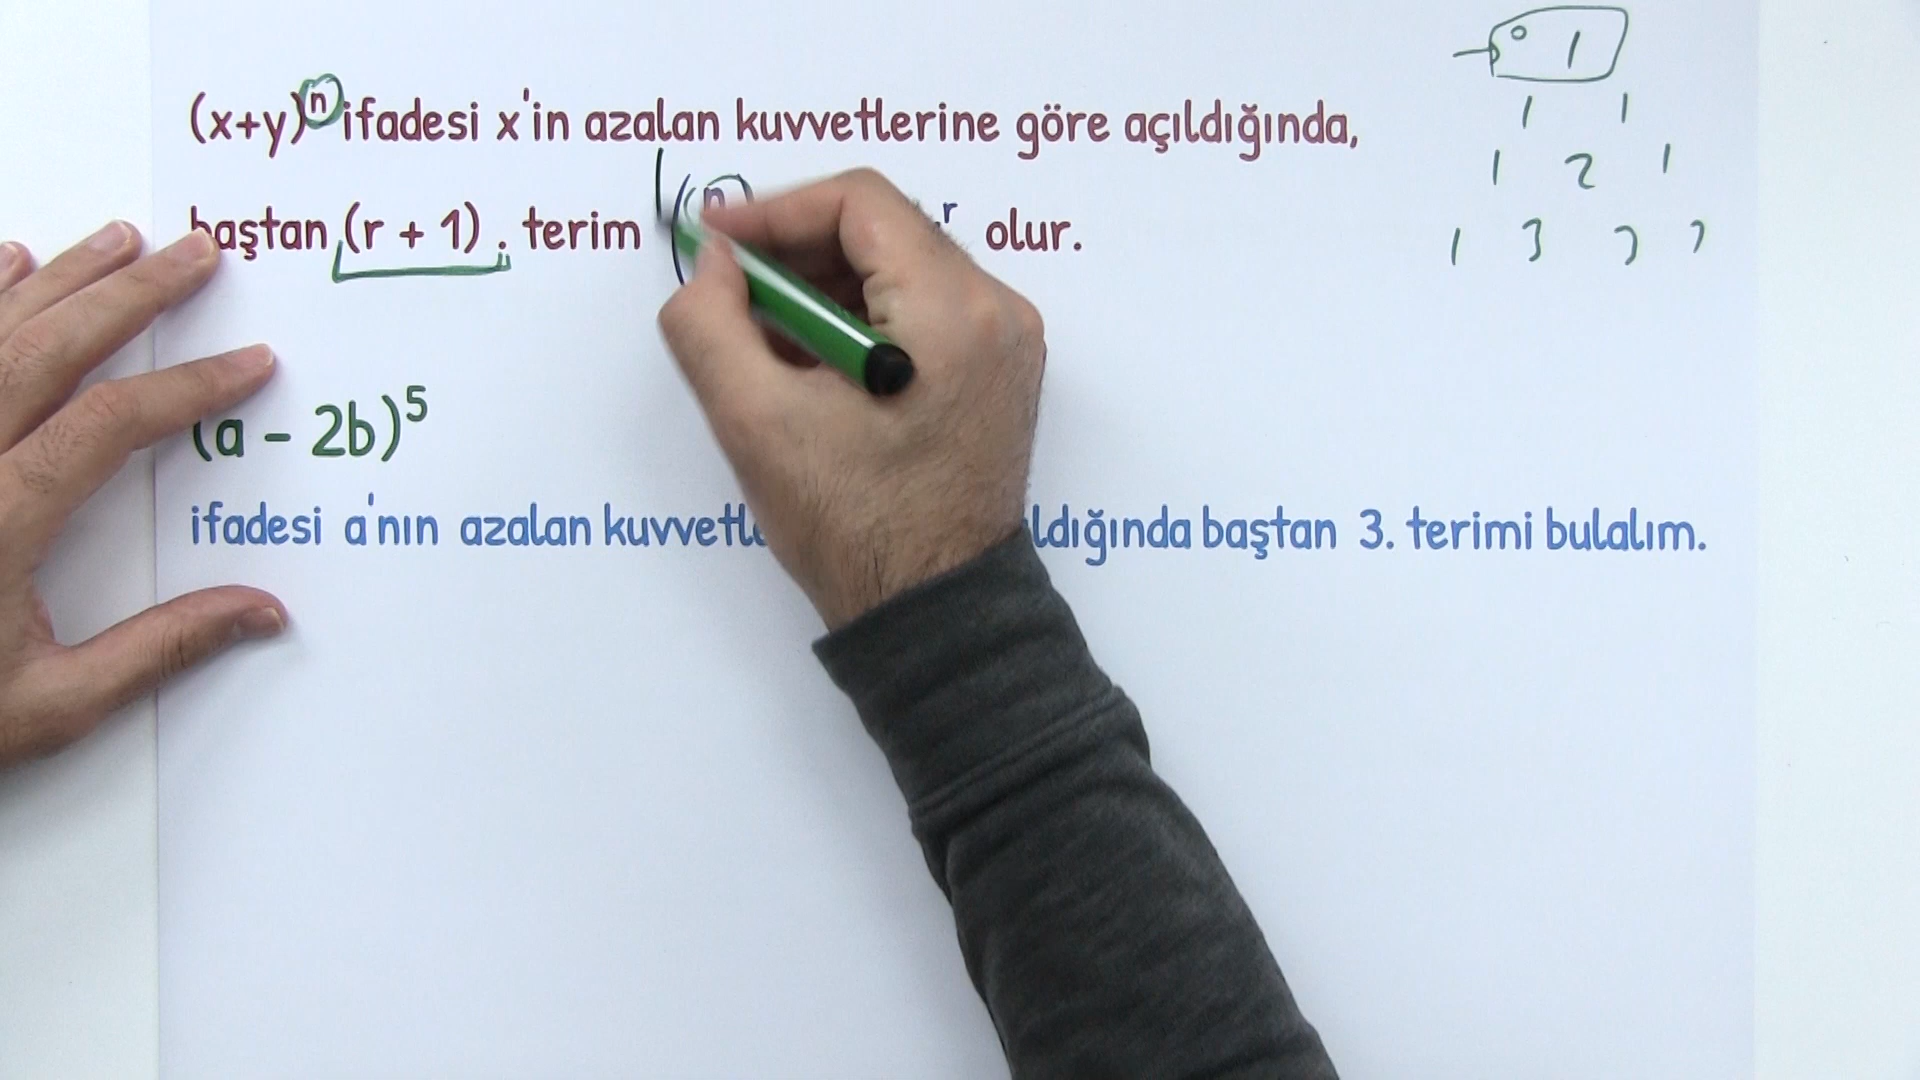 (x+y)ⁿ ifadesi x'in azalan kuvvetlerine göre açıldığında,
baştan (r + 1) . terim (n r olur.
(a - 2b)⁵
ifadesi a'nın azalan ldığında baştan 3. terimi bulalım.
1
1 1
1 2 1
1 3